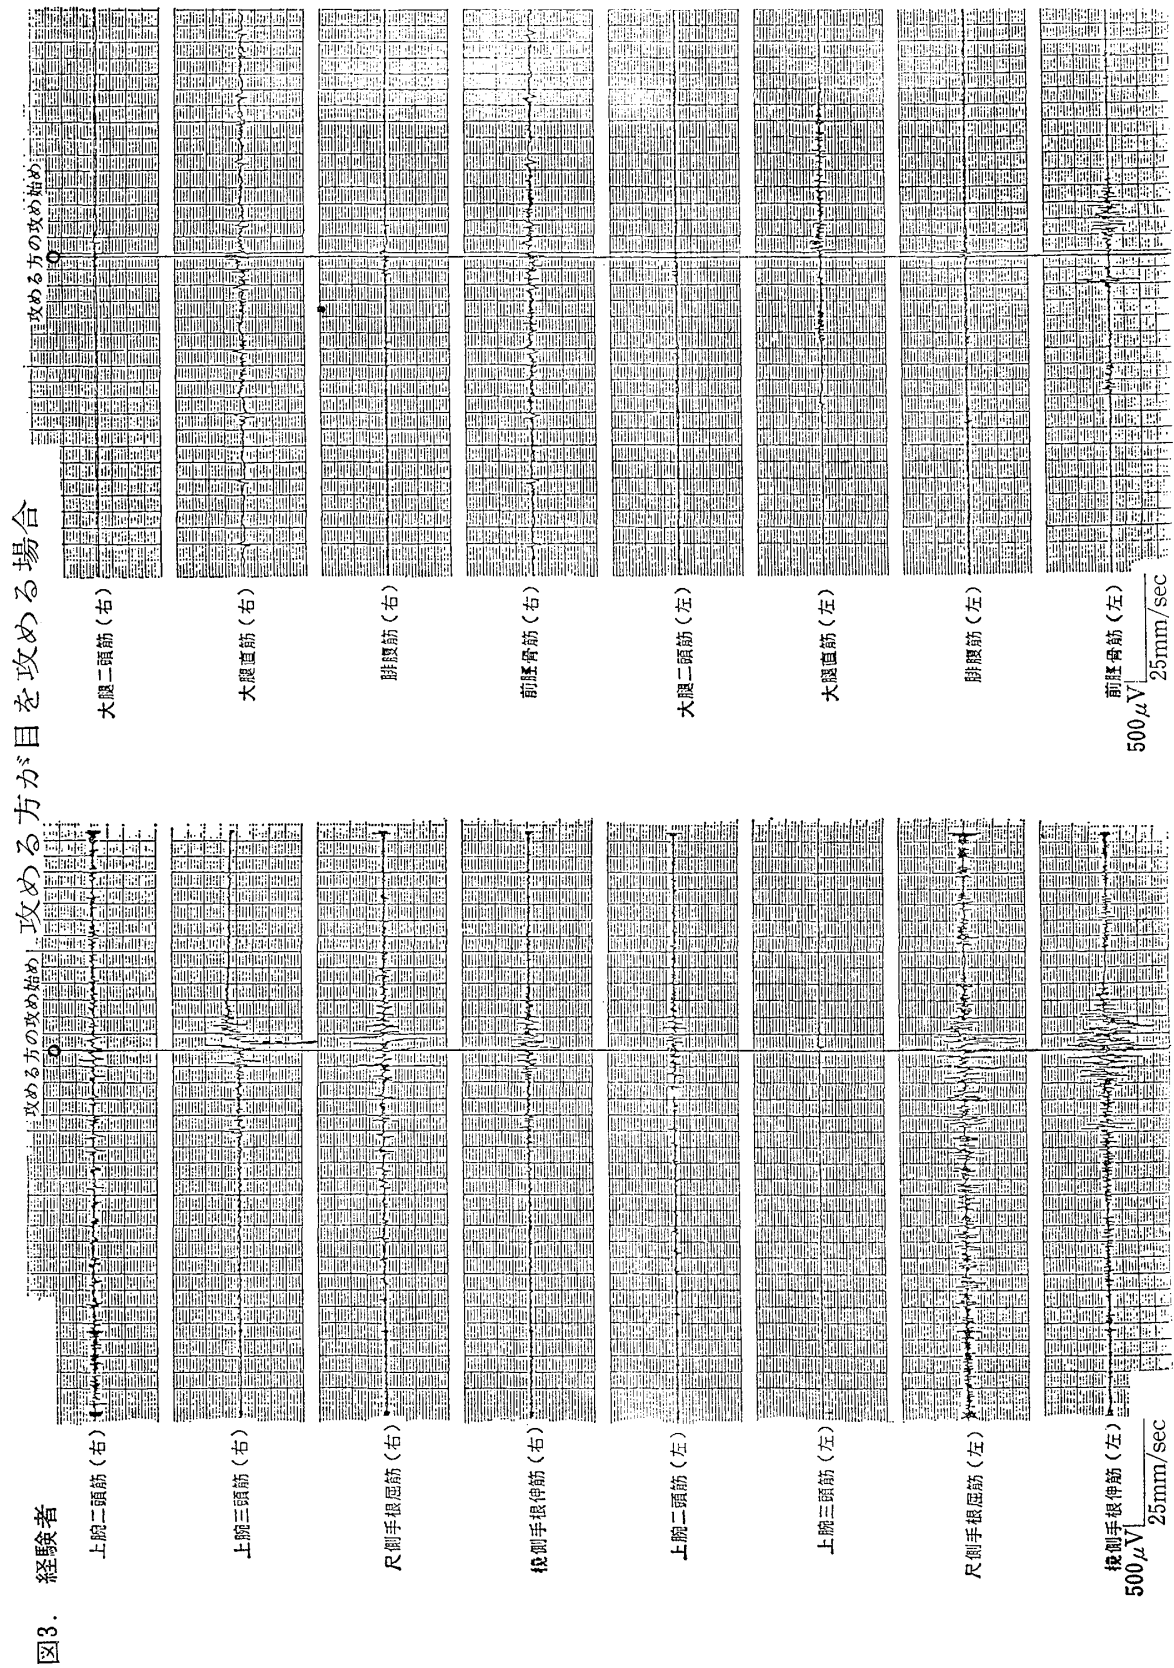 図3. 経験者
攻める方が目を攻める場合
攻める方の攻め始め
上腕二頭筋(右)
上腕三頭筋(右)
尺側手根屈筋(右)
橈側手根伸筋(右)
上腕二頭筋(左)
上腕三頭筋(左)
尺側手根屈筋(左)
橈側手根伸筋(左)
500μV
25mm/sec
攻める方の攻め始め
大腿二頭筋(右)
大腿直筋(右)
腓腹筋(右)
前脛骨筋(右)
大腿二頭筋(左)
大腿直筋(左)
腓腹筋(左)
前脛骨筋(左)
500μV
25mm/sec